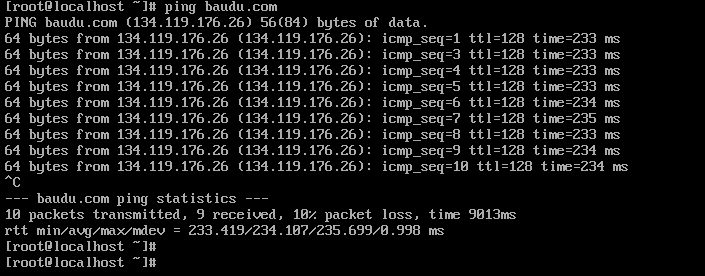 [root@localhost ~]# ping baudu.com
PING baudu.com (134.119.176.26) 56(84) bytes of data.
64 bytes from 134.119.176.26 (134.119.176.26): icmp_seq=1 ttl=128 time=233 ms
64 bytes from 134.119.176.26 (134.119.176.26): icmp_seq=3 ttl=128 time=233 ms
64 bytes from 134.119.176.26 (134.119.176.26): icmp_seq=4 ttl=128 time=233 ms
64 bytes from 134.119.176.26 (134.119.176.26): icmp_seq=5 ttl=128 time=233 ms
64 bytes from 134.119.176.26 (134.119.176.26): icmp_seq=6 ttl=128 time=234 ms
64 bytes from 134.119.176.26 (134.119.176.26): icmp_seq=7 ttl=128 time=235 ms
64 bytes from 134.119.176.26 (134.119.176.26): icmp_seq=8 ttl=128 time=233 ms
64 bytes from 134.119.176.26 (134.119.176.26): icmp_seq=9 ttl=128 time=234 ms
64 bytes from 134.119.176.26 (134.119.176.26): icmp_seq=10 ttl=128 time=234 ms
^C
--- baudu.com ping statistics ---
10 packets transmitted, 9 received, 10% packet loss, time 9013ms
rtt min/avg/max/mdev = 233.419/234.107/235.699/0.998 ms
[root@localhost ~]#
[root@localhost ~]#